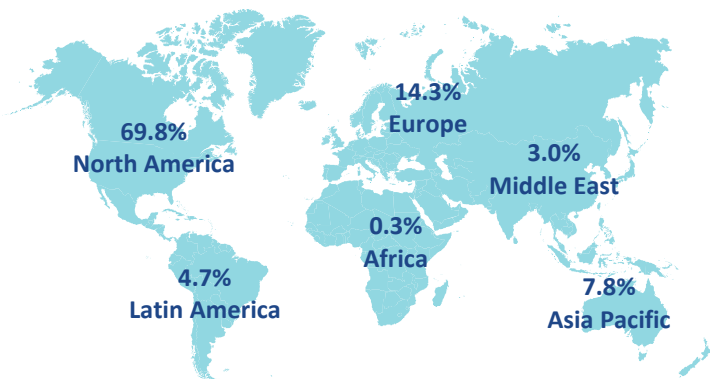 14.3%
Europe
69.8%
North America
3.0%
Middle East
0.3%
Africa
4.7%
Latin America
7.8%
Asia Pacific